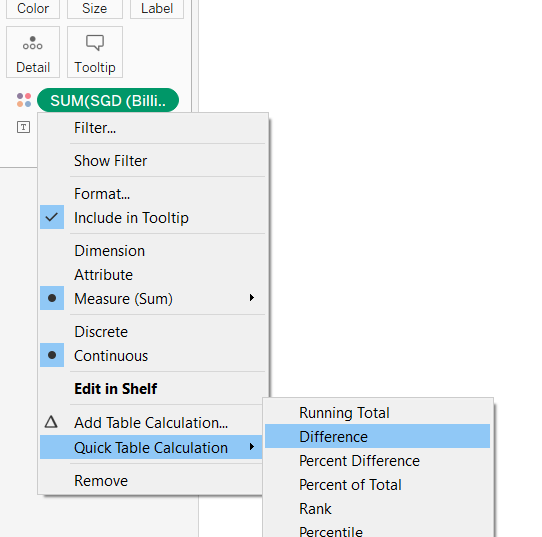 Color Size Label
Detail Tooltip
SUM(SGD (Billi..
T
Filter...
Show Filter
Format...
Include in Tooltip
Dimension
Attribute
Measure (Sum)
Discrete
Continuous
Edit in Shelf
Add Table Calculation...
Quick Table Calculation
Remove
Running Total
Difference
Percent Difference
Percent of Total
Rank
Percentile